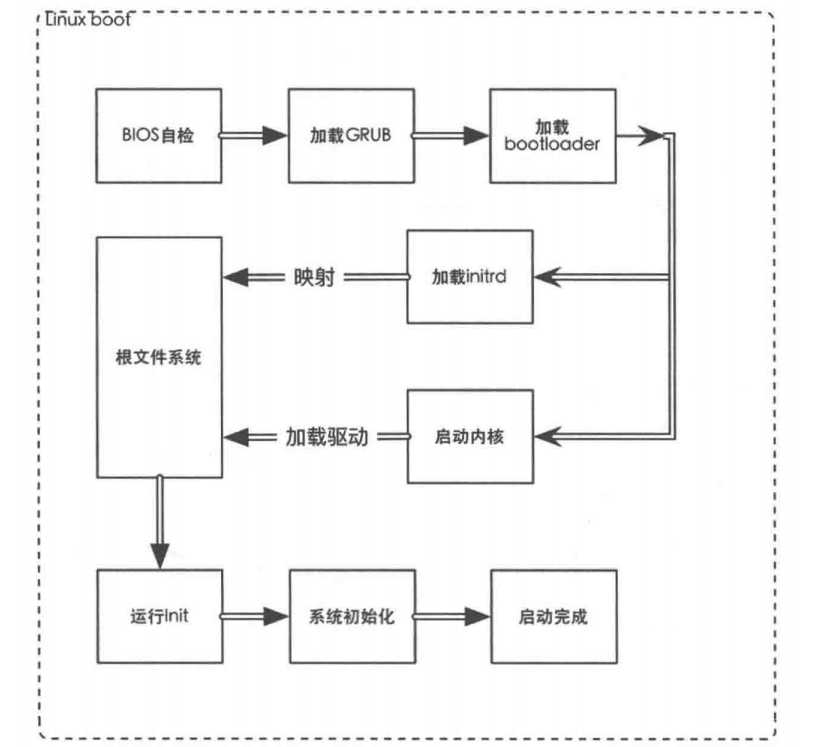 Linux boot
BIOS自检
加载GRUB
加载
bootloader
映射
加载initrd
根文件系统
加载驱动
启动内核
运行Init
系统初始化
启动完成